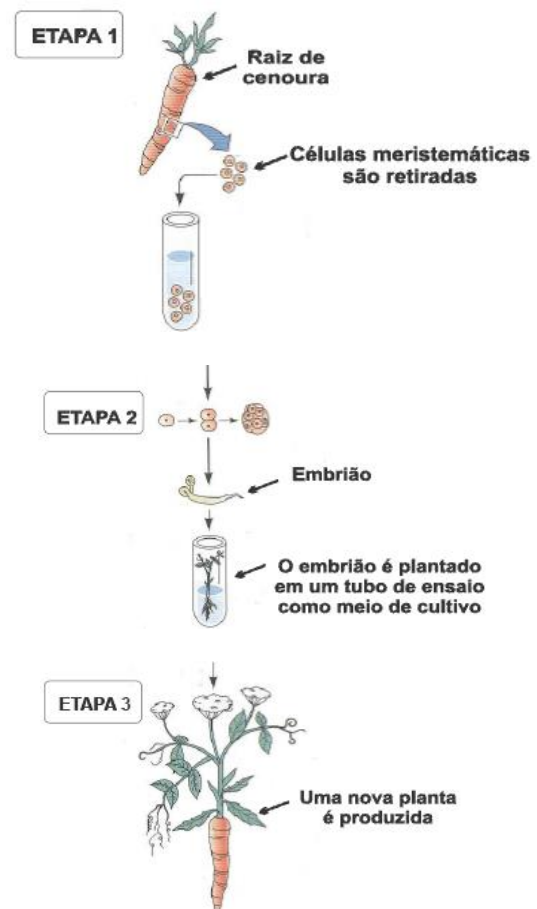 ETAPA 1
Raiz de
cenoura
Células meristemáticas
são retiradas
ETAPA 2
Embrião
O embrião é plantado
em um tubo de ensaio
como meio de cultivo
ETAPA 3
Uma nova planta
é produzida